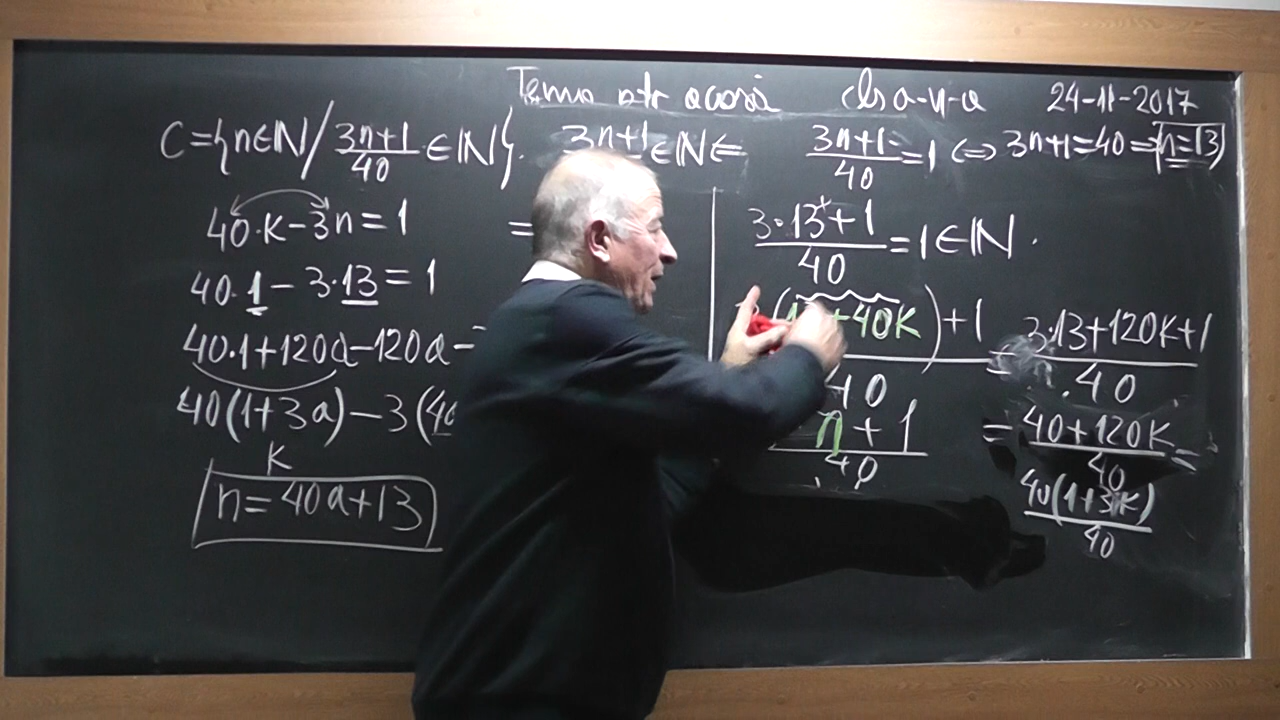 Tema ptr acasă cls a-V-a 24-11-2017
C={n∈ℕ/ (3n+1)/40 ∈ℕ}. (3n+1)/ ∈ℕ⇐ (3n+1)/40 =1 ⇔ 3n+1=40 ⇒ n=13
40·K-3n=1
=
40·1-3·13=1
40·1+120a-120a-
40(1+3a)-3(40
K
n=40a+13
(3·13+1)/40 =1∈ℕ.
( +40K)+1
40
= (3·13+120K+1)/40
n+1
40
= (40+120K)/40 =
40(1+3K)/40